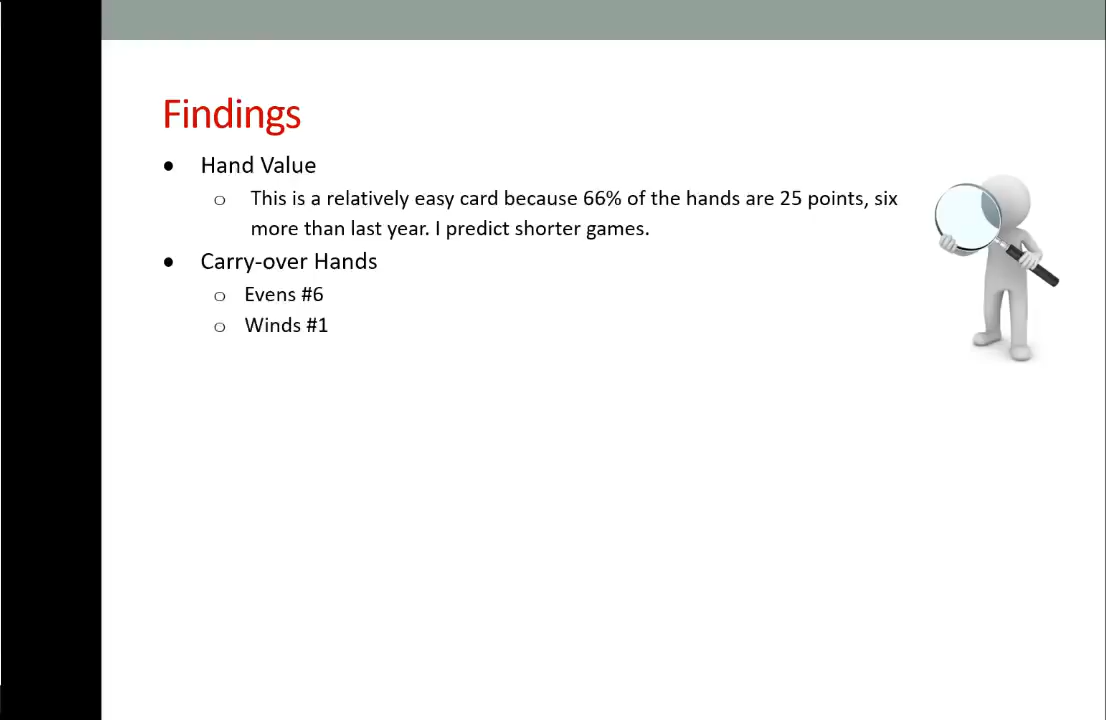 Findings
● Hand Value
○ This is a relatively easy card because 66% of the hands are 25 points, six
more than last year. I predict shorter games.
● Carry-over Hands
○ Evens #6
○ Winds #1